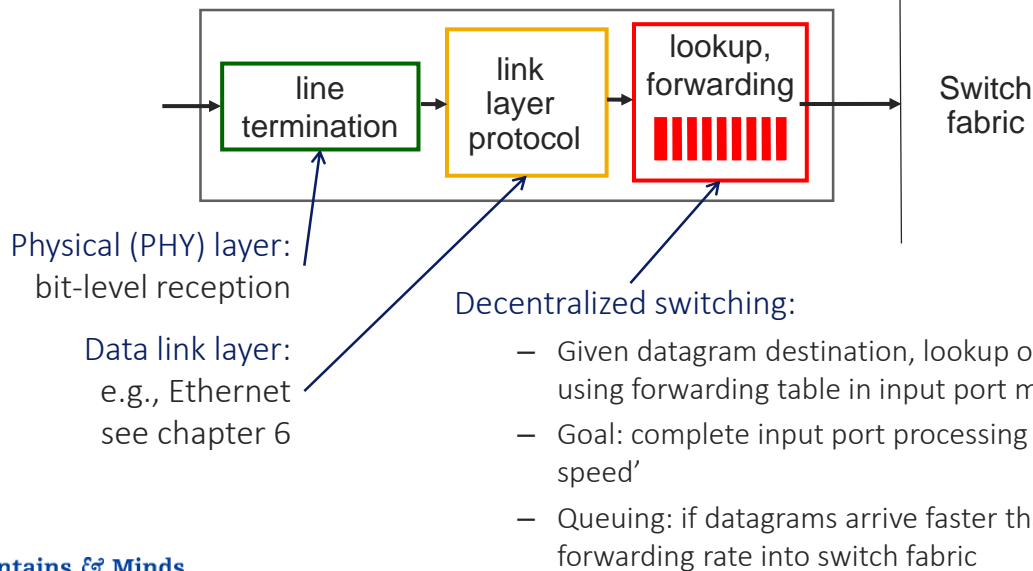 line
termination
link
layer
protocol
lookup,
forwarding
Switch
fabric
Physical (PHY) layer:
bit-level reception
Data link layer:
e.g., Ethernet
see chapter 6
Decentralized switching:
– Given datagram destination, lookup
using forwarding table in input port
– Goal: complete input port processing
speed’
– Queuing: if datagrams arrive faster
forwarding rate into switch fabric
& Minds